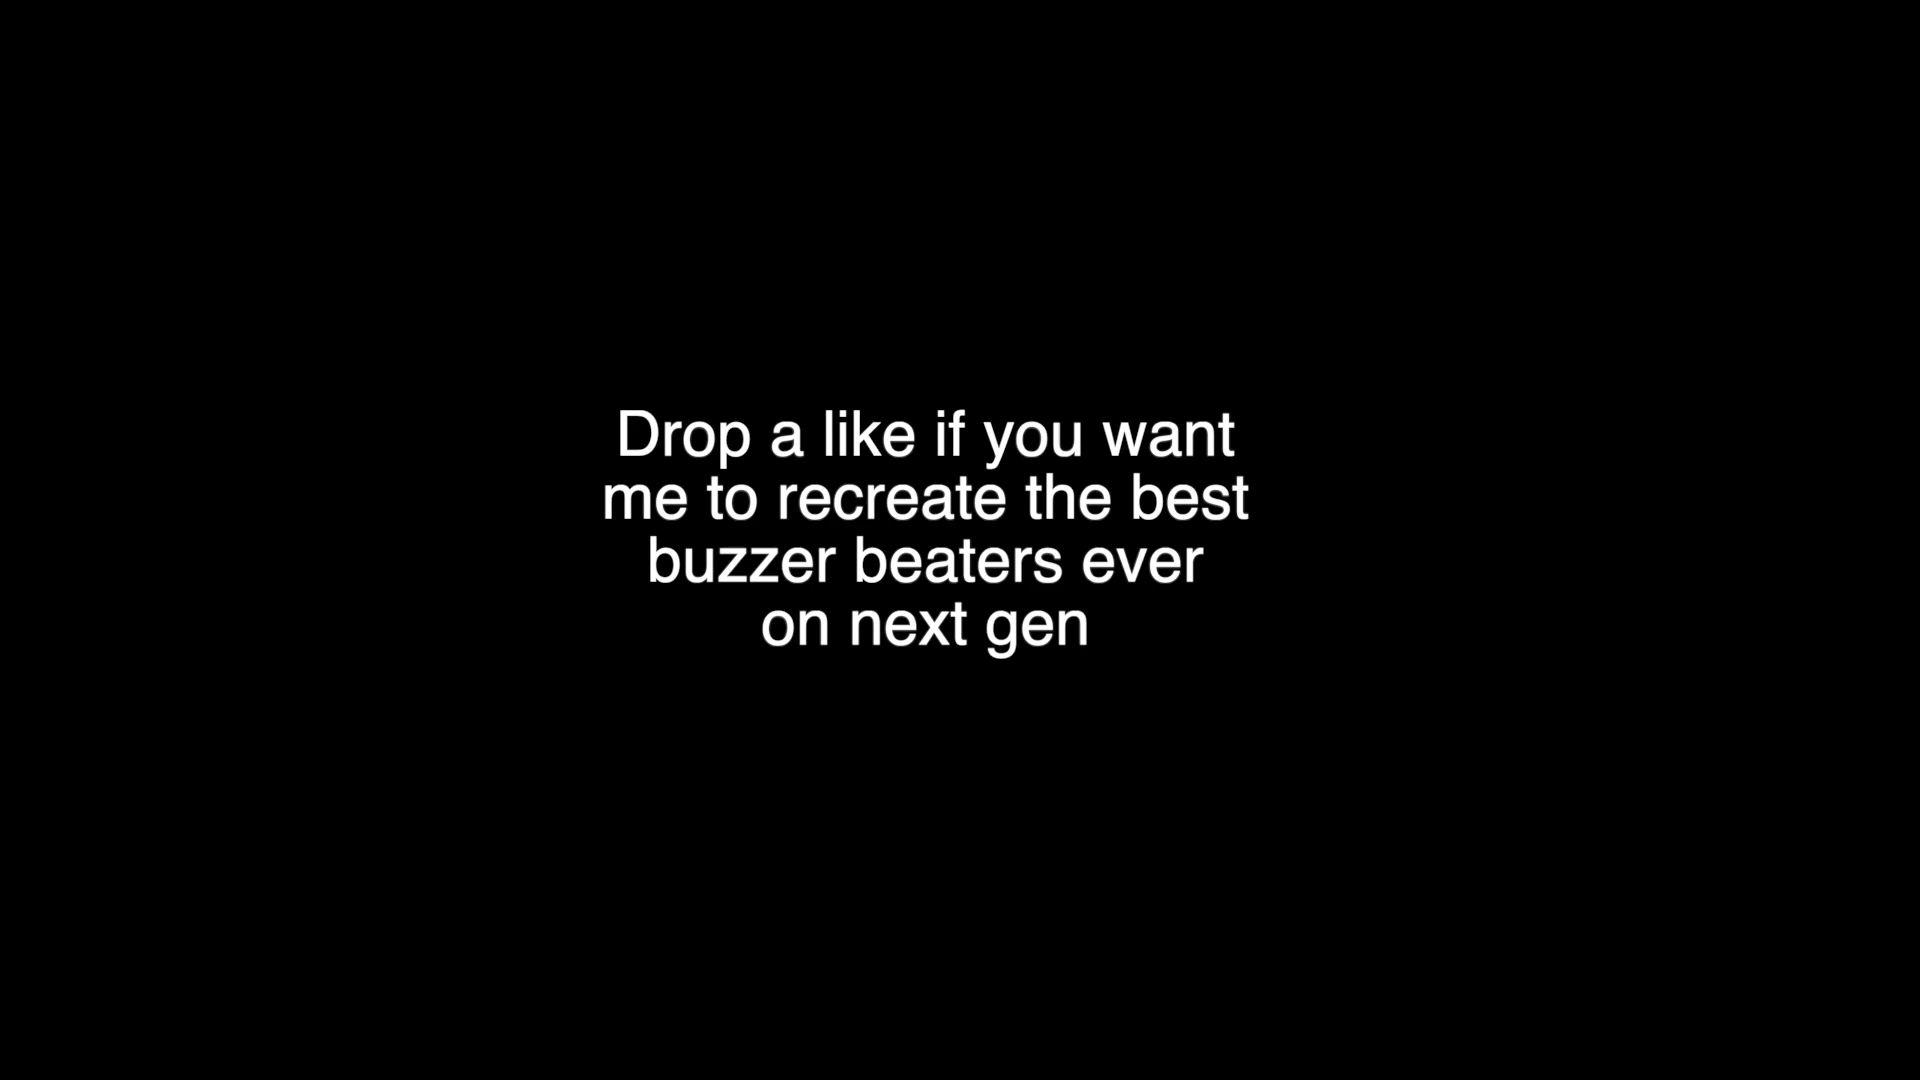 Drop a like if you want
me to recreate the best
buzzer beaters ever
on next gen